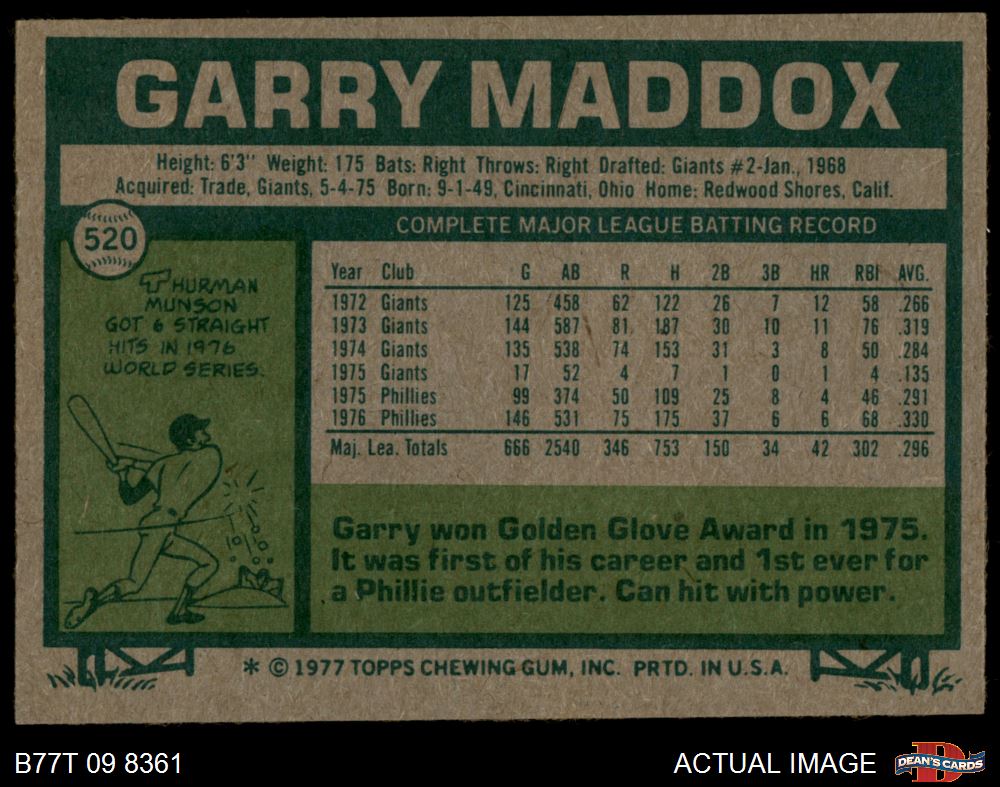 GARRY MADDOX
Height: 6'3" Weight: 175 Bats: Right Throws: Right Drafted: Giants #2-Jan., 1968
Acquired: Trade, Giants, 5-4-75 Born: 9-1-49, Cincinnati, Ohio Home: Redwood Shores, Calif.
520
COMPLETE MAJOR LEAGUE BATTING RECORD
THURMAN
MUNSON
GOT 6 STRAIGHT
HITS IN 1976
WORLD SERIES.
Year Club G AB R H 2B 3B HR RBI AVG.
1972 Giants 125 458 62 122 26 7 12 58 .266
1973 Giants 144 587 81 187 30 10 11 76 .319
1974 Giants 135 538 74 153 31 3 8 50 .284
1975 Giants 17 52 4 7 1 0 1 4 .135
1975 Phillies 99 374 50 109 25 8 4 46 .291
1976 Phillies 146 531 75 175 37 6 6 68 .330
Maj. Lea. Totals 666 2540 346 753 150 34 42 302 .296
Garry won Golden Glove Award in 1975.
It was first of his career and 1st ever for
a Phillie outfielder. Can hit with power.
* © 1977 TOPPS CHEWING GUM, INC. PRTD. IN U.S.A.
B77T 09 8361
ACTUAL IMAGE
DEAN'S CARDS